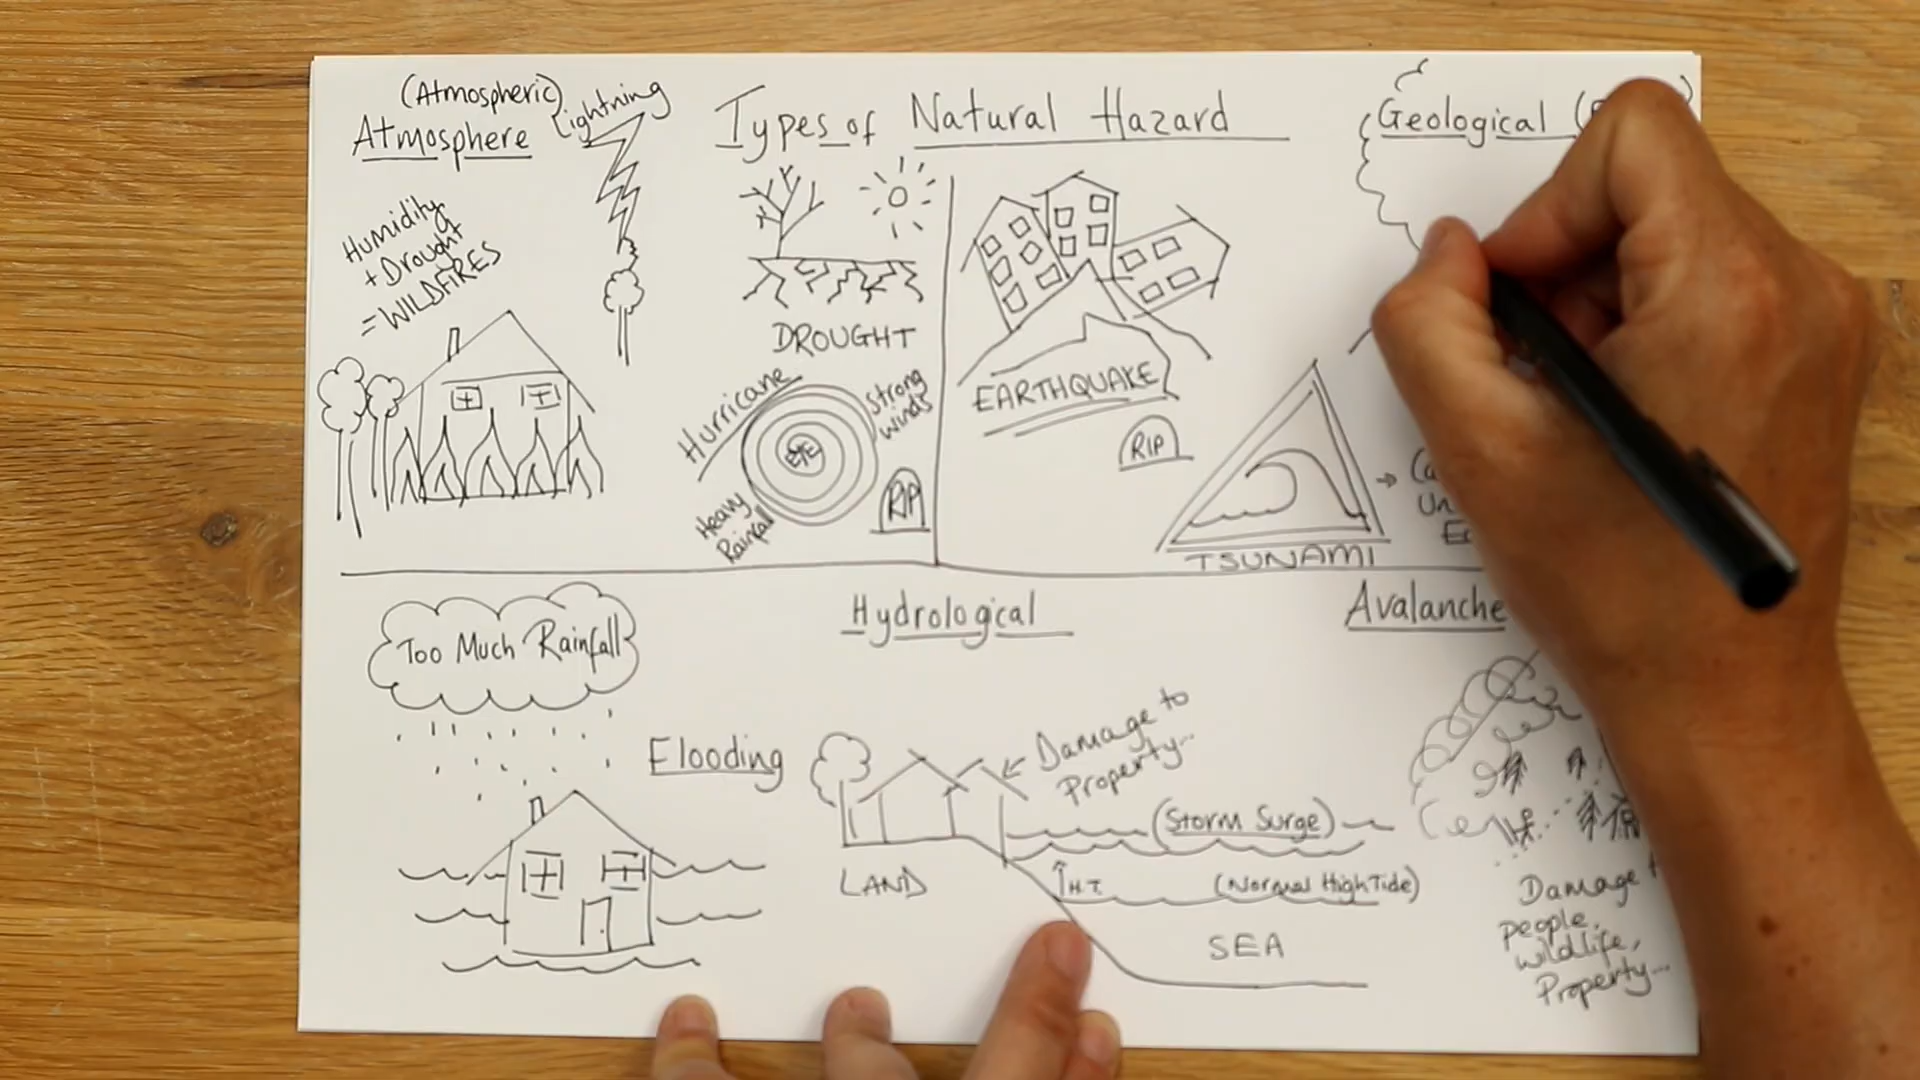 (Atmospheric)
Atmosphere
Lightning
Humidity
+ Drought
= WILDFIRES
Types of Natural Hazard
DROUGHT
Hurricane
EYE
Strong
Winds
Heavy
Rainfall
RIP
Geological
EARTHQUAKE
RIP
TSUNAMI
Hydrological
Too Much Rainfall
Flooding
Damage to
Property...
(Storm Surge)
LAND
H.T.
(Normal High Tide)
SEA
Avalanche
Damage
people,
wildlife,
Property...